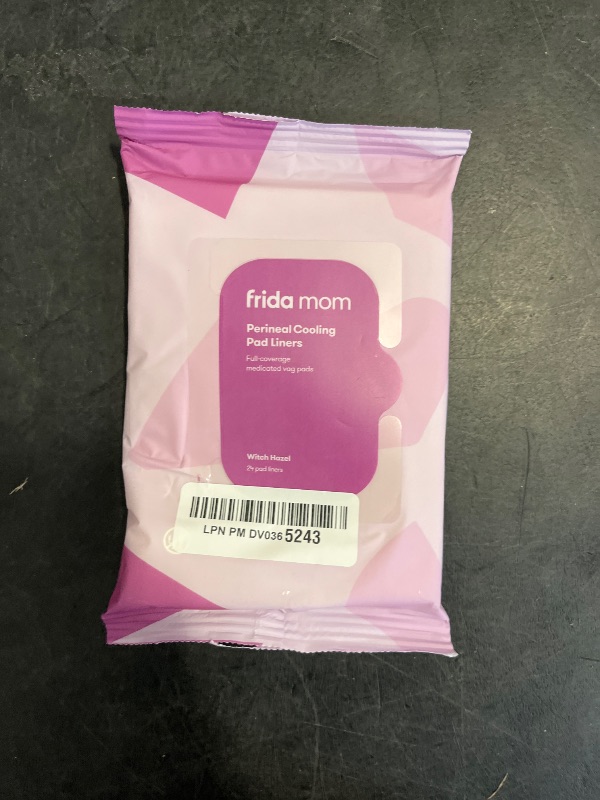 frida mom
Perineal Cooling
Pad Liners
Full-coverage
medicated vag pads
Witch Hazel
24 pad liners
LPN PM DV0365243